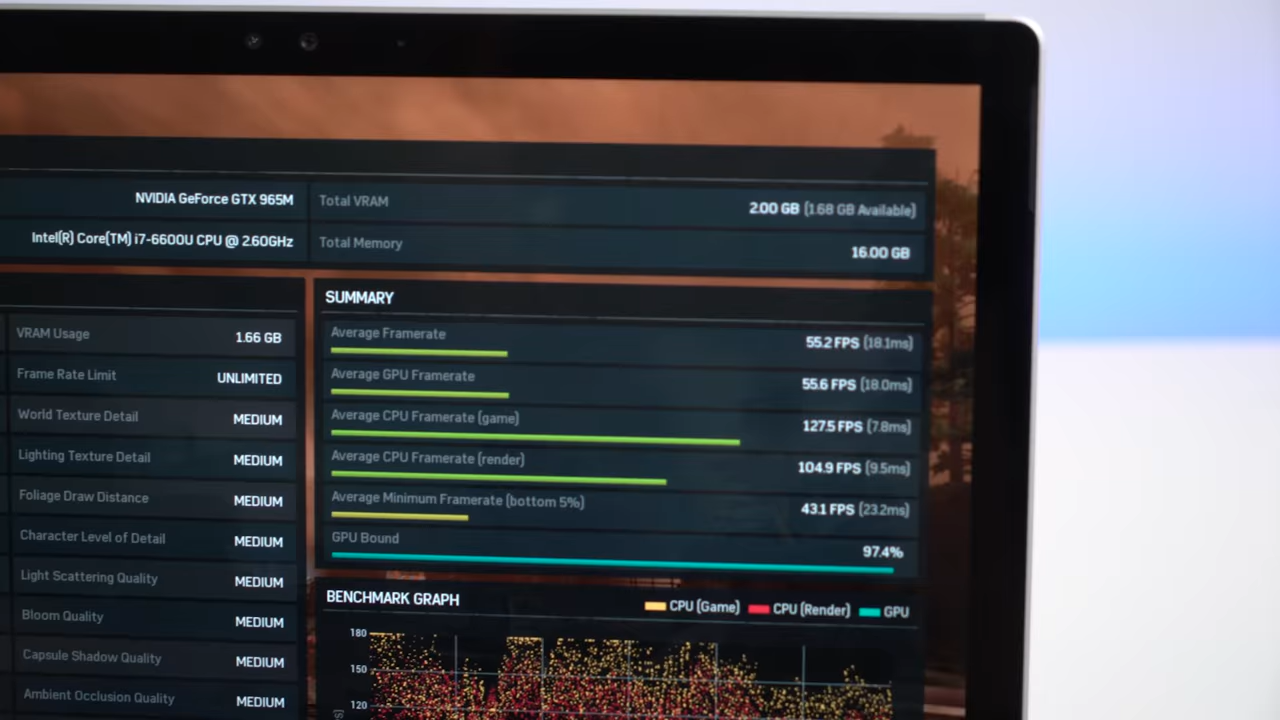 NVIDIA GeForce GTX 965M Total VRAM 2.00 GB (1.68 GB Available)
Intel(R) Core(TM) i7-6600U CPU @ 2.60GHz Total Memory 16.00 GB
SUMMARY
VRAM Usage 1.66 GB Average Framerate 55.2 FPS (18.1ms)
Frame Rate Limit UNLIMITED Average GPU Framerate 55.6 FPS (18.0ms)
World Texture Detail MEDIUM Average CPU Framerate (game) 127.5 FPS (7.8ms)
Lighting Texture Detail MEDIUM Average CPU Framerate (render) 104.9 FPS (9.5ms)
Foliage Draw Distance MEDIUM Average Minimum Framerate (bottom 5%) 43.1 FPS (23.2ms)
Character Level of Detail MEDIUM GPU Bound 97.4%
Light Scattering Quality MEDIUM
Bloom Quality MEDIUM BENCHMARK GRAPH CPU (Game) CPU (Render) GPU
Capsule Shadow Quality MEDIUM 180
150
Ambient Occlusion Quality MEDIUM 120